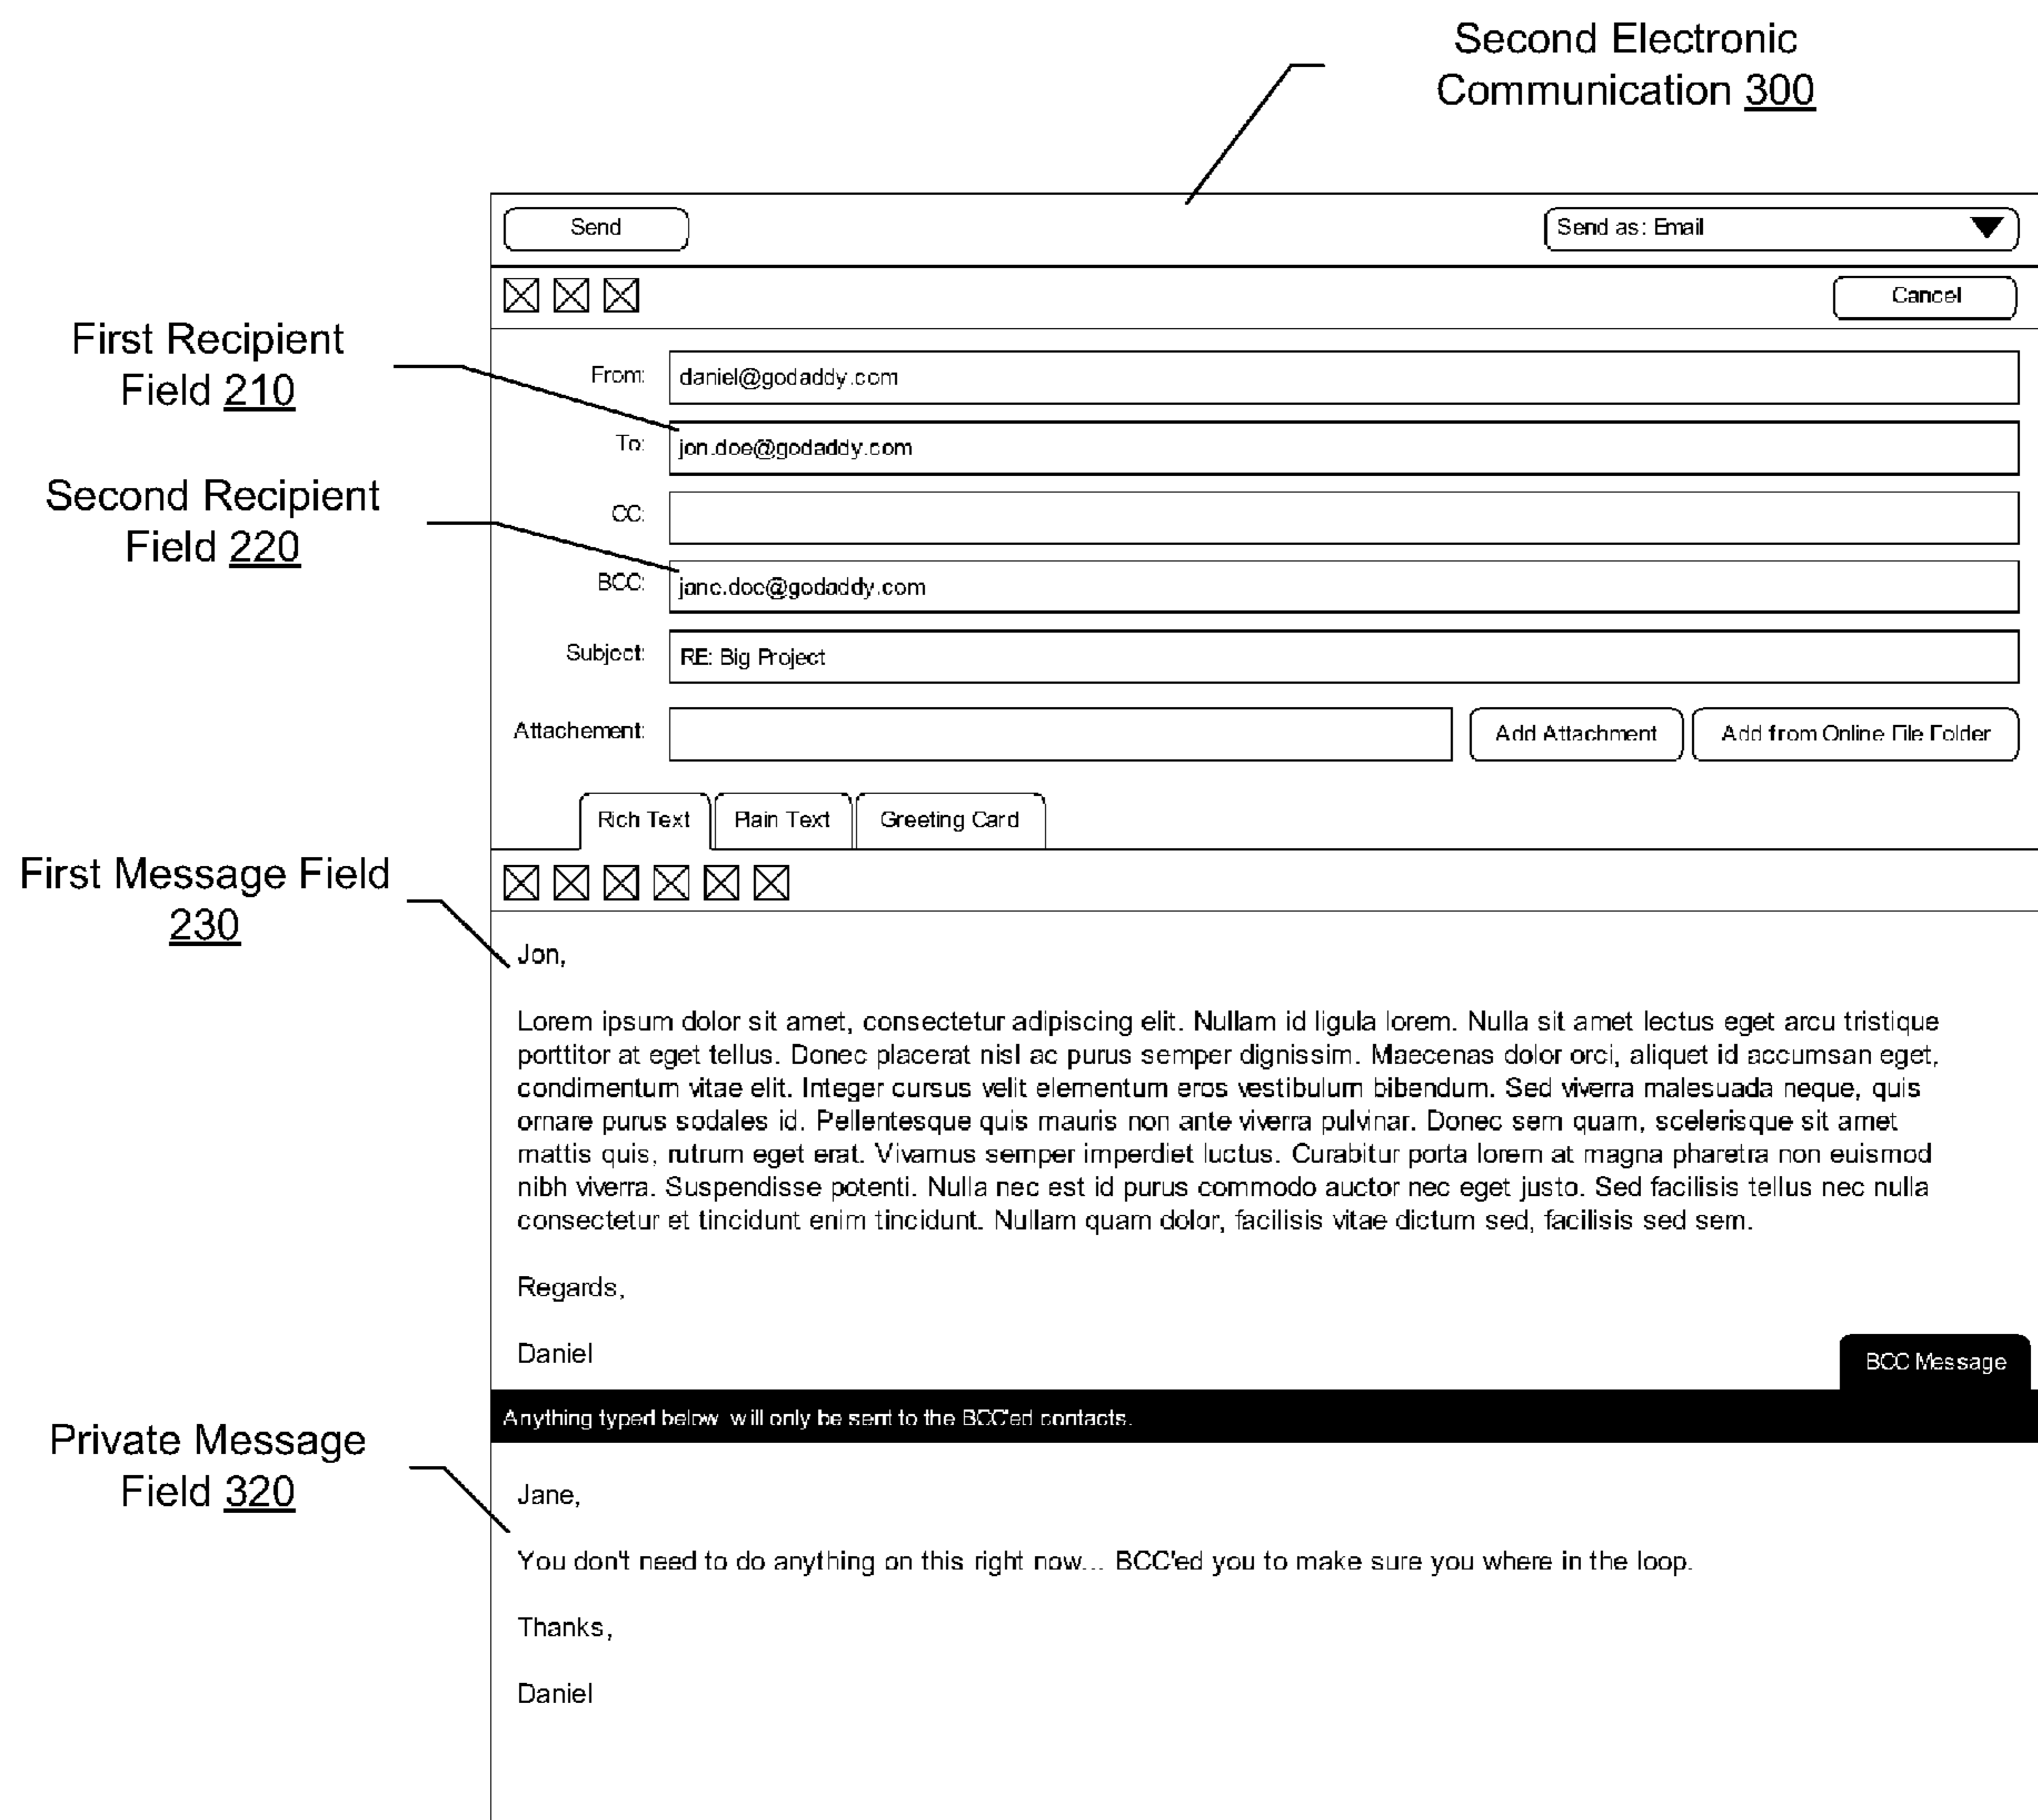 Second Electronic
Communication 300
Send
Send as: Email
Cancel
First Recipient
Field 210
From: daniel@godaddy.com
To: jon.doe@godaddy.com
Second Recipient
Field 220
CC:
BCC: jane.doe@godaddy.com
Subject: RE: Big Project
Attachement: Add Attachment Add from Online File Folder
Rich Text Plain Text Greeting Card
First Message Field
230
Jon,
Lorem ipsum dolor sit amet, consectetur adipiscing elit. Nullam id ligula lorem. Nulla sit amet lectus eget arcu tristique
porttitor at eget tellus. Donec placerat nisl ac purus semper dignissim. Maecenas dolor orci, aliquet id accumsan eget,
condimentum vitae elit. Integer cursus velit elementum eros vestibulum bibendum. Sed viverra malesuada neque, quis
ornare purus sodales id. Pellentesque quis mauris non ante viverra pulvinar. Donec sem quam, scelerisque sit amet
mattis quis, rutrum eget erat. Vivamus semper imperdiet luctus. Curabitur porta lorem at magna pharetra non euismod
nibh viverra. Suspendisse potenti. Nulla nec est id purus commodo auctor nec eget justo. Sed facilisis tellus nec nulla
consectetur et tincidunt enim tincidunt. Nullam quam dolor, facilisis vitae dictum sed, facilisis sed sem.
Regards,
Daniel
BCC Message
Anything typed below will only be sent to the BCC'ed contacts.
Private Message
Field 320
Jane,
You don't need to do anything on this right now... BCC'ed you to make sure you where in the loop.
Thanks,
Daniel